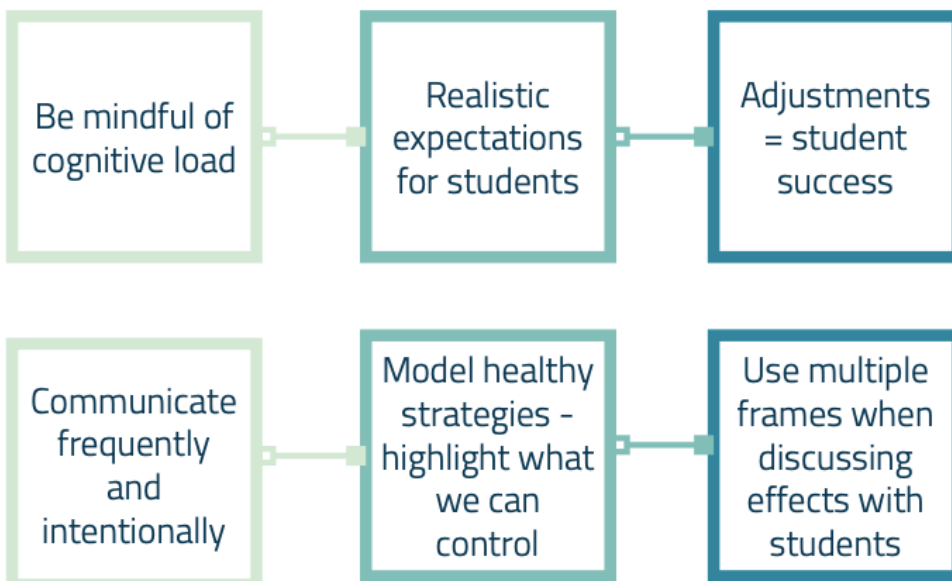 Be mindful of
cognitive load
Realistic
expectations
for students
Adjustments
= student
success
Communicate
frequently
and
intentionally
Model healthy
strategies -
highlight what
we can
control
Use multiple
frames when
discussing
effects with
students